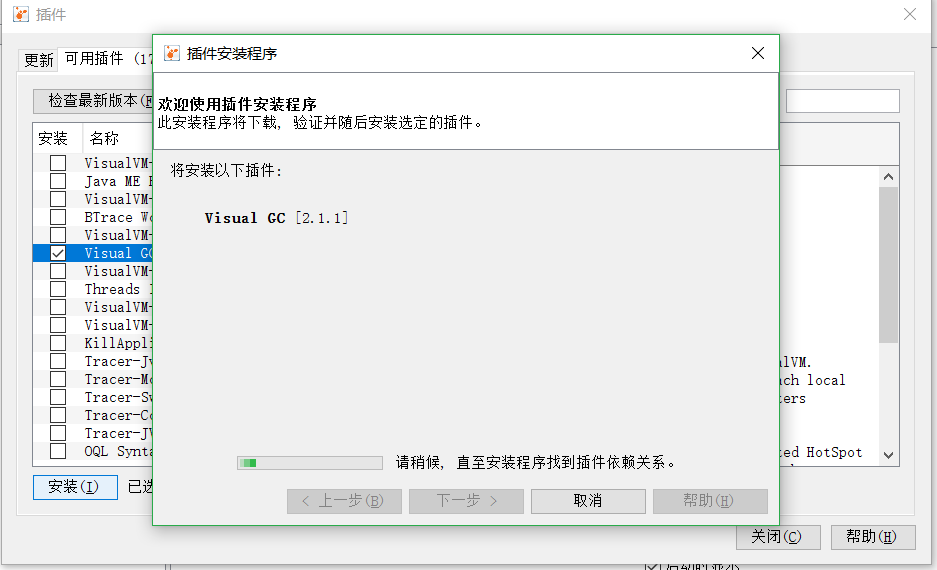 插件
插件安装程序
更新
可用插件 (17
检查最新版本(
欢迎使用插件安装程序
此安装程序将下载, 验证并随后安装选定的插件。
安装
名称
将安装以下插件:
Visual GC [2.1.1]
VisualVM-
Java ME
VisualVM-
BTrace
VisualVM-
Visual GC
VisualVM-
Threads
VisualVM-
VisualVM-
KillAppli
Tracer-Jv
Tracer-Mo
Tracer-Sw
Tracer-Co
Tracer-JV
OQL Synta
alVM.
ach local
ters
ted HotSpot
请稍候, 直至安装程序找到插件依赖关系。
安装(I)
已选
< 上一步(B)
下一步 >
取消
帮助(H)
关闭(C)
帮助(H)